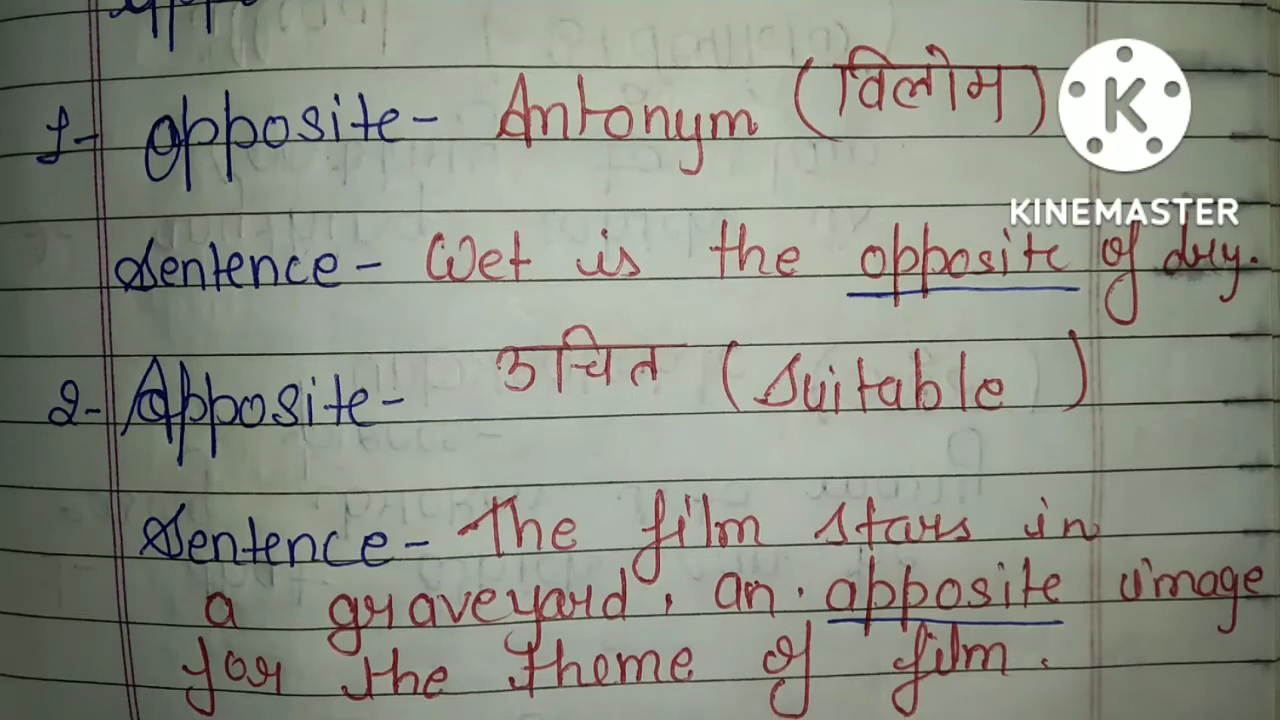 1- Opposite- Antonym (विलोम)
K
KINEMASTER
Sentence- Wet is the opposite of dry.
2- Apposite- उचित (Suitable)
Sentence- The film stars in
a graveyard, an apposite image
for the theme of film.